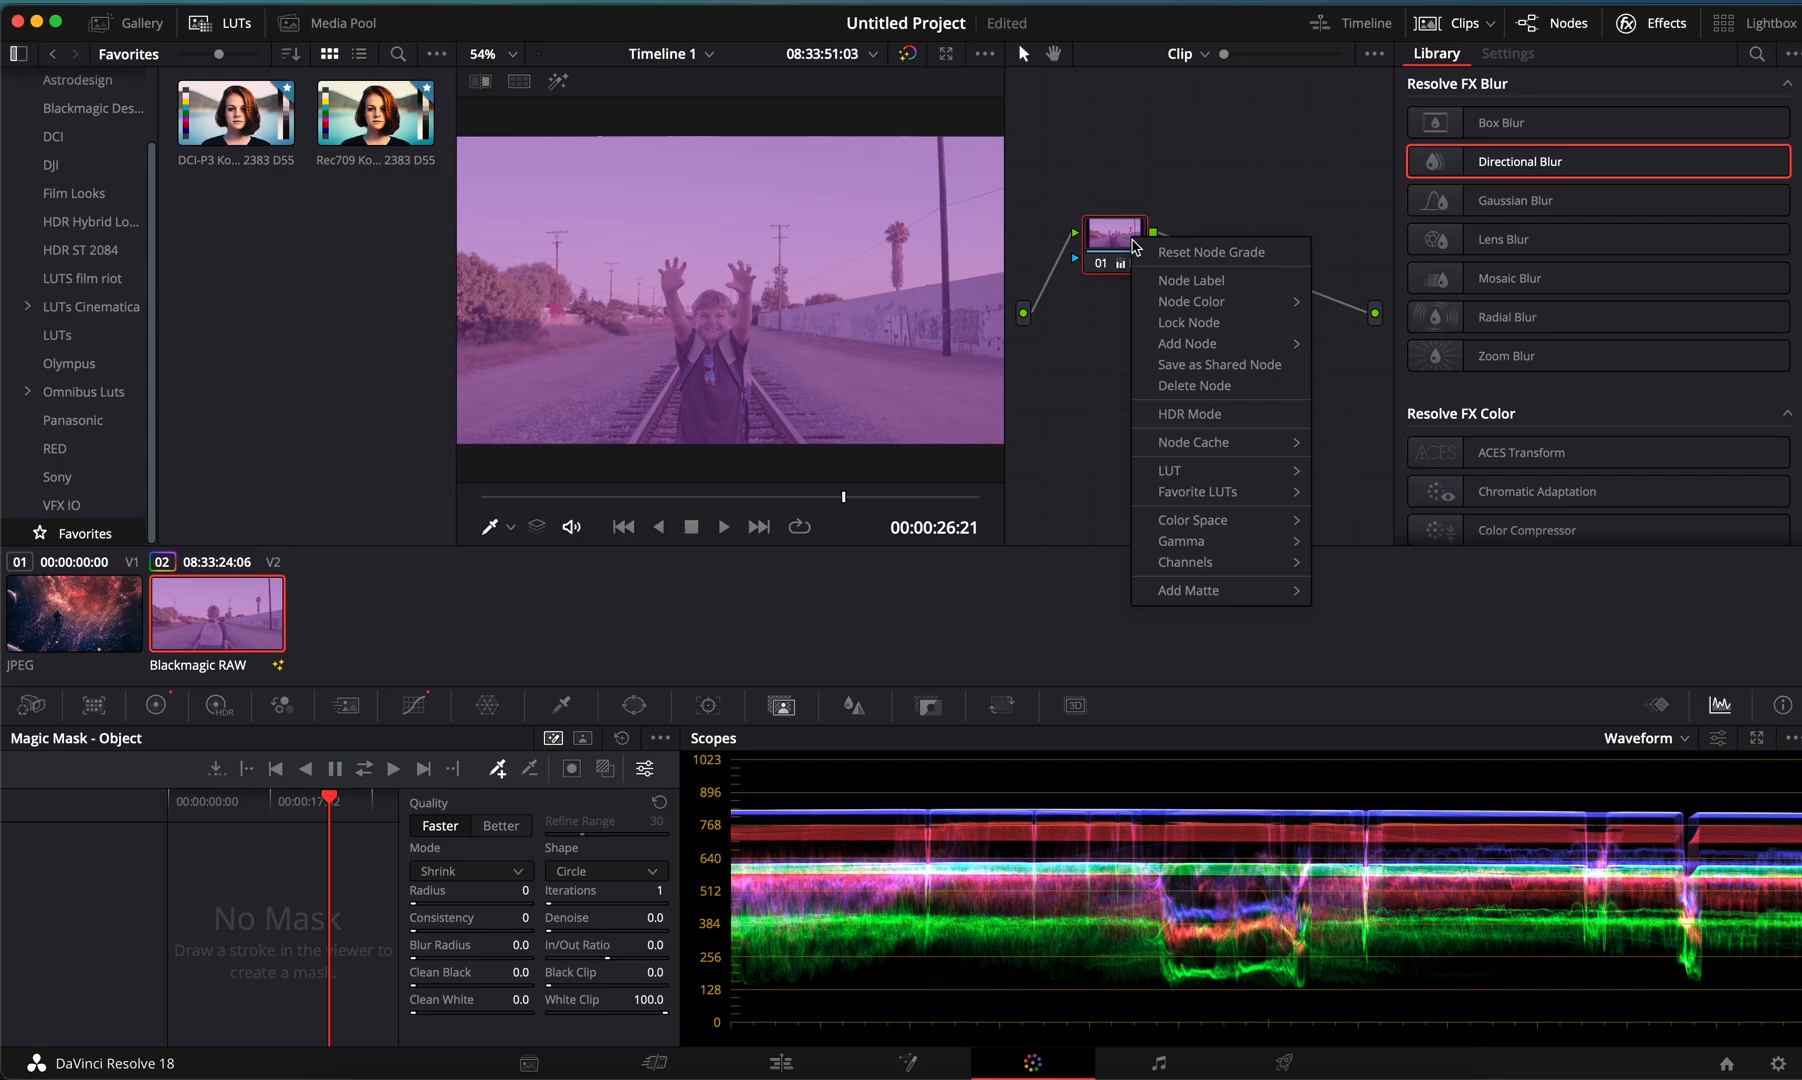 Gallery
LUTs
Media Pool
Untitled Project
Edited
Timeline
Clips
Nodes
Effects
Lightbox
Favorites
54%
Timeline 1
08:33:51:03
Clip
Library
Settings
Astrodesign
Blackmagic Des...
DCI
DJI
Film Looks
HDR Hybrid Lo...
HDR ST 2084
LUTS film riot
LUTs Cinematica
LUTs
Olympus
Omnibus Luts
Panasonic
RED
Sony
VFX IO
Favorites
DCI-P3 Ko... 2383 D55
Rec709 Ko... 2383 D55
00:00:26:21
01
Reset Node Grade
Node Label
Node Color
Lock Node
Add Node
Save as Shared Node
Delete Node
HDR Mode
Node Cache
LUT
Favorite LUTs
Color Space
Gamma
Channels
Add Matte
Resolve FX Blur
Box Blur
Directional Blur
Gaussian Blur
Lens Blur
Mosaic Blur
Radial Blur
Zoom Blur
Resolve FX Color
ACES
ACES Transform
Chromatic Adaptation
Color Compressor
01 00:00:00:00 V1
02 08:33:24:06 V2
JPEG
Blackmagic RAW
HDR
3D
Magic Mask - Object
00:00:00:00
00:00:17
No Mask
Draw a stroke in the viewer to
create a mask.
Quality
Faster
Better
Refine Range 30
Mode
Shape
Shrink
Circle
Radius 0
Iterations 1
Consistency 0
Denoise 0.0
Blur Radius 0.0
In/Out Ratio 0.0
Clean Black 0.0
Black Clip 0.0
Clean White 0.0
White Clip 100.0
Scopes
Waveform
1023
896
768
640
512
384
256
128
0
DaVinci Resolve 18